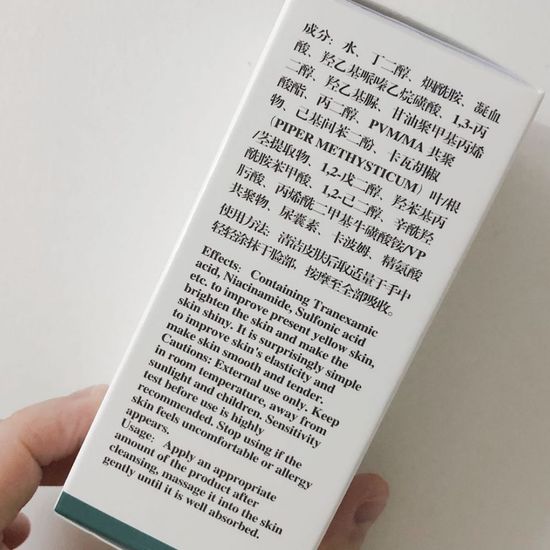 成分：水、丁二醇、烟酰胺、凝血
酸、羟乙基哌嗪乙烷磺酸、1,3-丙
二醇、羟乙基脲、甘油聚甲基丙烯
酸酯、丙二醇、PVM/MA 共聚
物、己基间苯二酚、卡瓦胡椒
（PIPER METHYSTICUM）叶/根
/茎提取物、1,2-戊二醇、羟苯基丙
酰胺苯甲酸、1,2-己二醇、辛酰羟
肟酸、丙烯酰二甲基牛磺酸铵/VP
共聚物、尿囊素、卡波姆、精氨酸
使用方法：清洁皮肤后取适量于手中
轻轻涂抹于脸部，按摩至全部吸收。
Effects: Containing Tranexamic
acid, Niacinamide, Sulfonic acid
etc. to improve present yellow skin,
brighten the skin and make the
skin shiny. It is surprisingly simple
to improve skin's elasticity and
make skin smooth and tender.
Cautions: External use only. Keep
in room temperature, away from
sunlight and children. Sensitivity
test before use is highly
recommended. Stop using if the
skin feels uncomfortable or allergy
appears.
Usage: Apply an appropriate
amount of the product after
cleansing, massage it into the skin
gently until it is well absorbed.